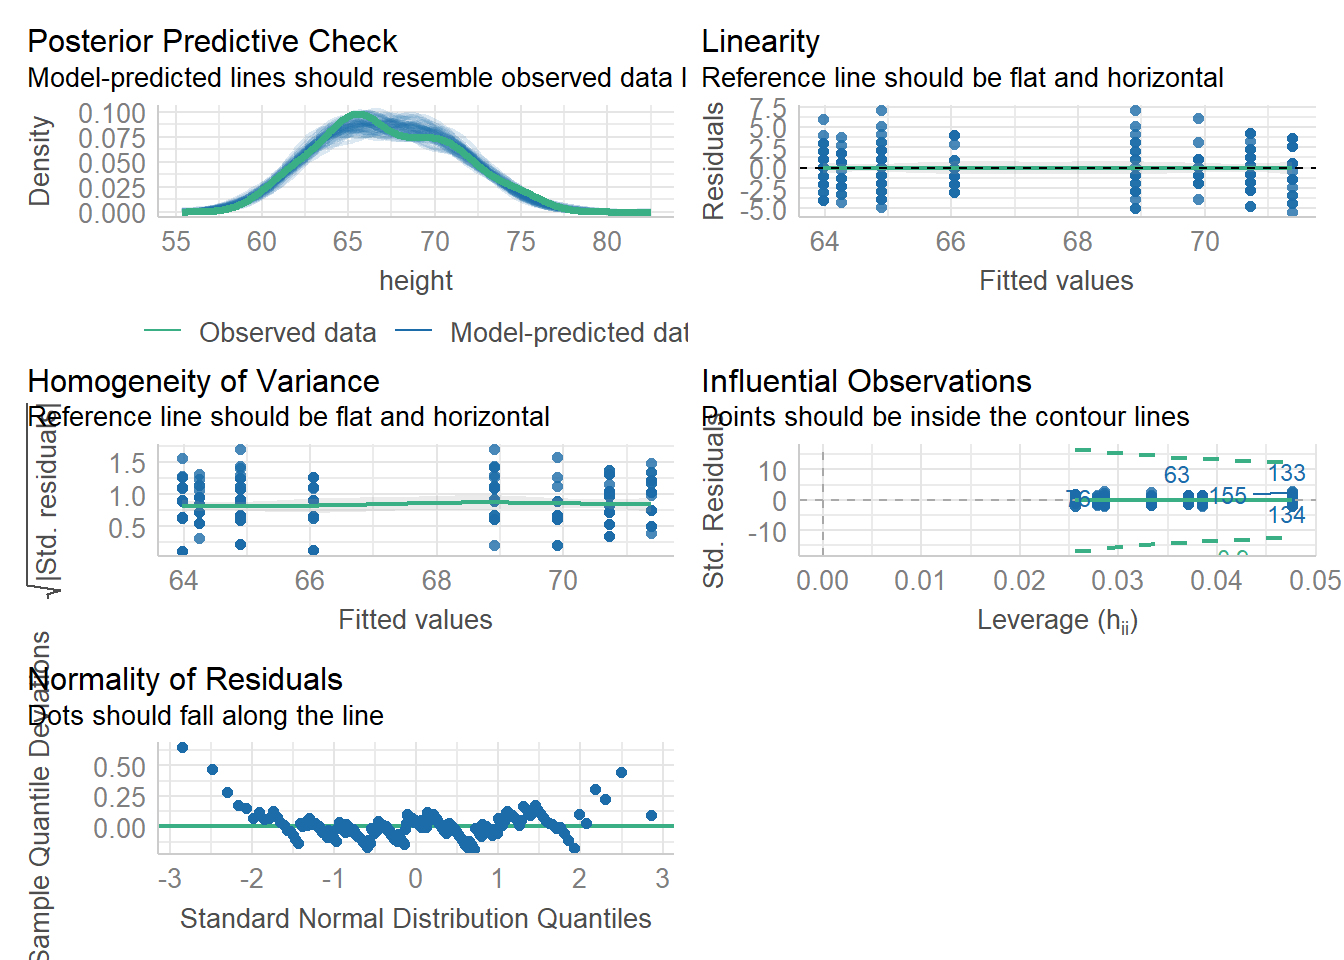 Posterior Predictive Check
Model-predicted lines should resemble observed data l
Density
0.100
0.075
0.050
0.025
0.000
55 60 65 70 75 80
height
Observed data Model-predicted dat
Linearity
Reference line should be flat and horizontal
Residuals
7.5
5.0
2.5
0.0
-2.5
-5.0
64 66 68 70
Fitted values
Homogeneity of Variance
Reference line should be flat and horizontal
√|Std. residuals|
1.5
1.0
0.5
64 66 68 70
Fitted values
Influential Observations
Points should be inside the contour lines
Std. Residuals
10
0
-10
63
133
155
134
0.00 0.01 0.02 0.03 0.04 0.05
Leverage (hii)
Normality of Residuals
Dots should fall along the line
Sample Quantile Deviations
0.50
0.25
0.00
-3 -2 -1 0 1 2 3
Standard Normal Distribution Quantiles